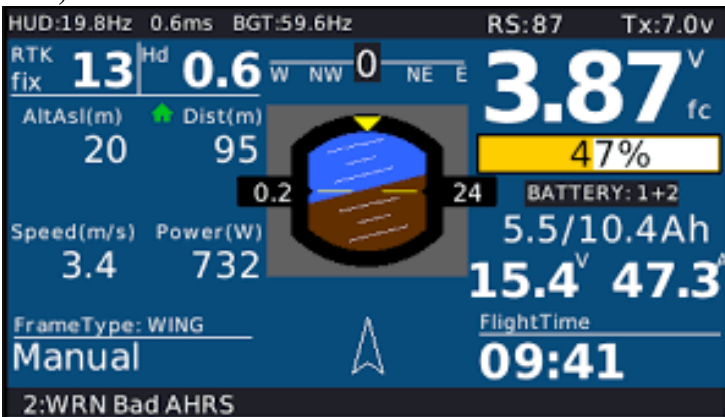 HUD:19.8Hz 0.6ms BGT:59.6Hz RS:87 Tx:7.0v
RTK fix 13 Hd 0.6
W NW 0 NE E
3.87 V fc
AltAsl(m) Dist(m)
20 95
47%
0.2 24
BATTERY: 1+2
5.5/10.4Ah
Speed(m/s) Power(W)
3.4 732
15.4 V 47.3 A
FrameType: WING
Manual
FlightTime
09:41
2:WRN Bad AHRS